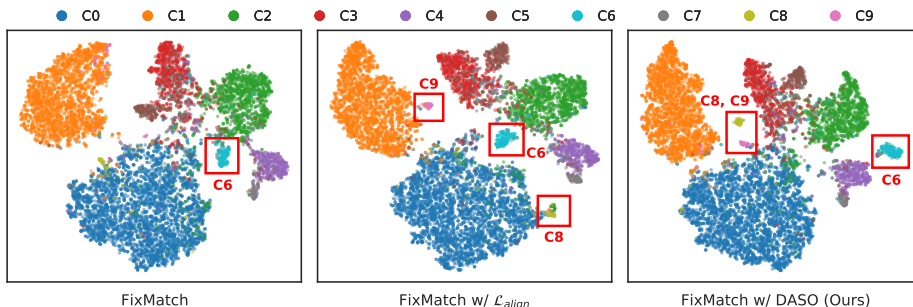 C0 C1 C2 C3 C4 C5 C6 C7 C8 C9
C9
C8, C9
C6
C6
C6
C8
FixMatch
FixMatch w/ ℒalign
FixMatch w/ DASO (Ours)